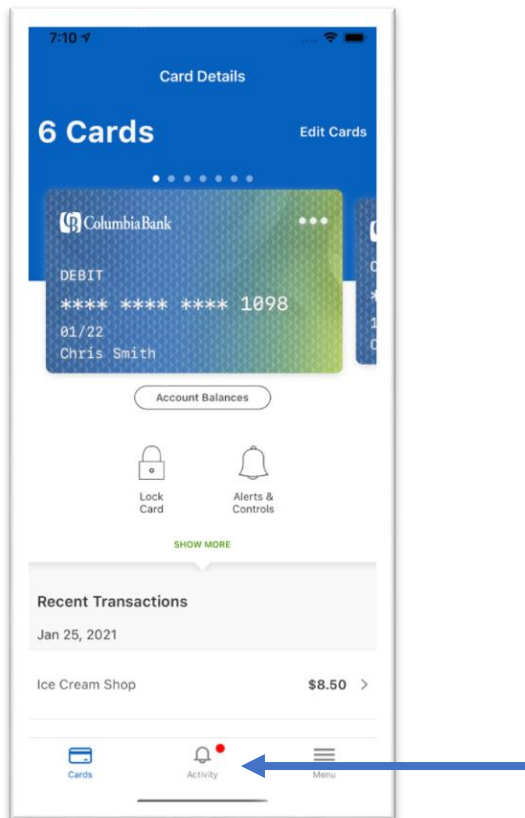 7:10
Card Details
6 Cards
Edit Cards
ColumbiaBank
DEBIT
**** **** **** 1098
01/22
Chris Smith
Account Balances
Lock
Card
Alerts &
Controls
SHOW MORE
Recent Transactions
Jan 25, 2021
Ice Cream Shop $8.50
Cards
Activity
Menu